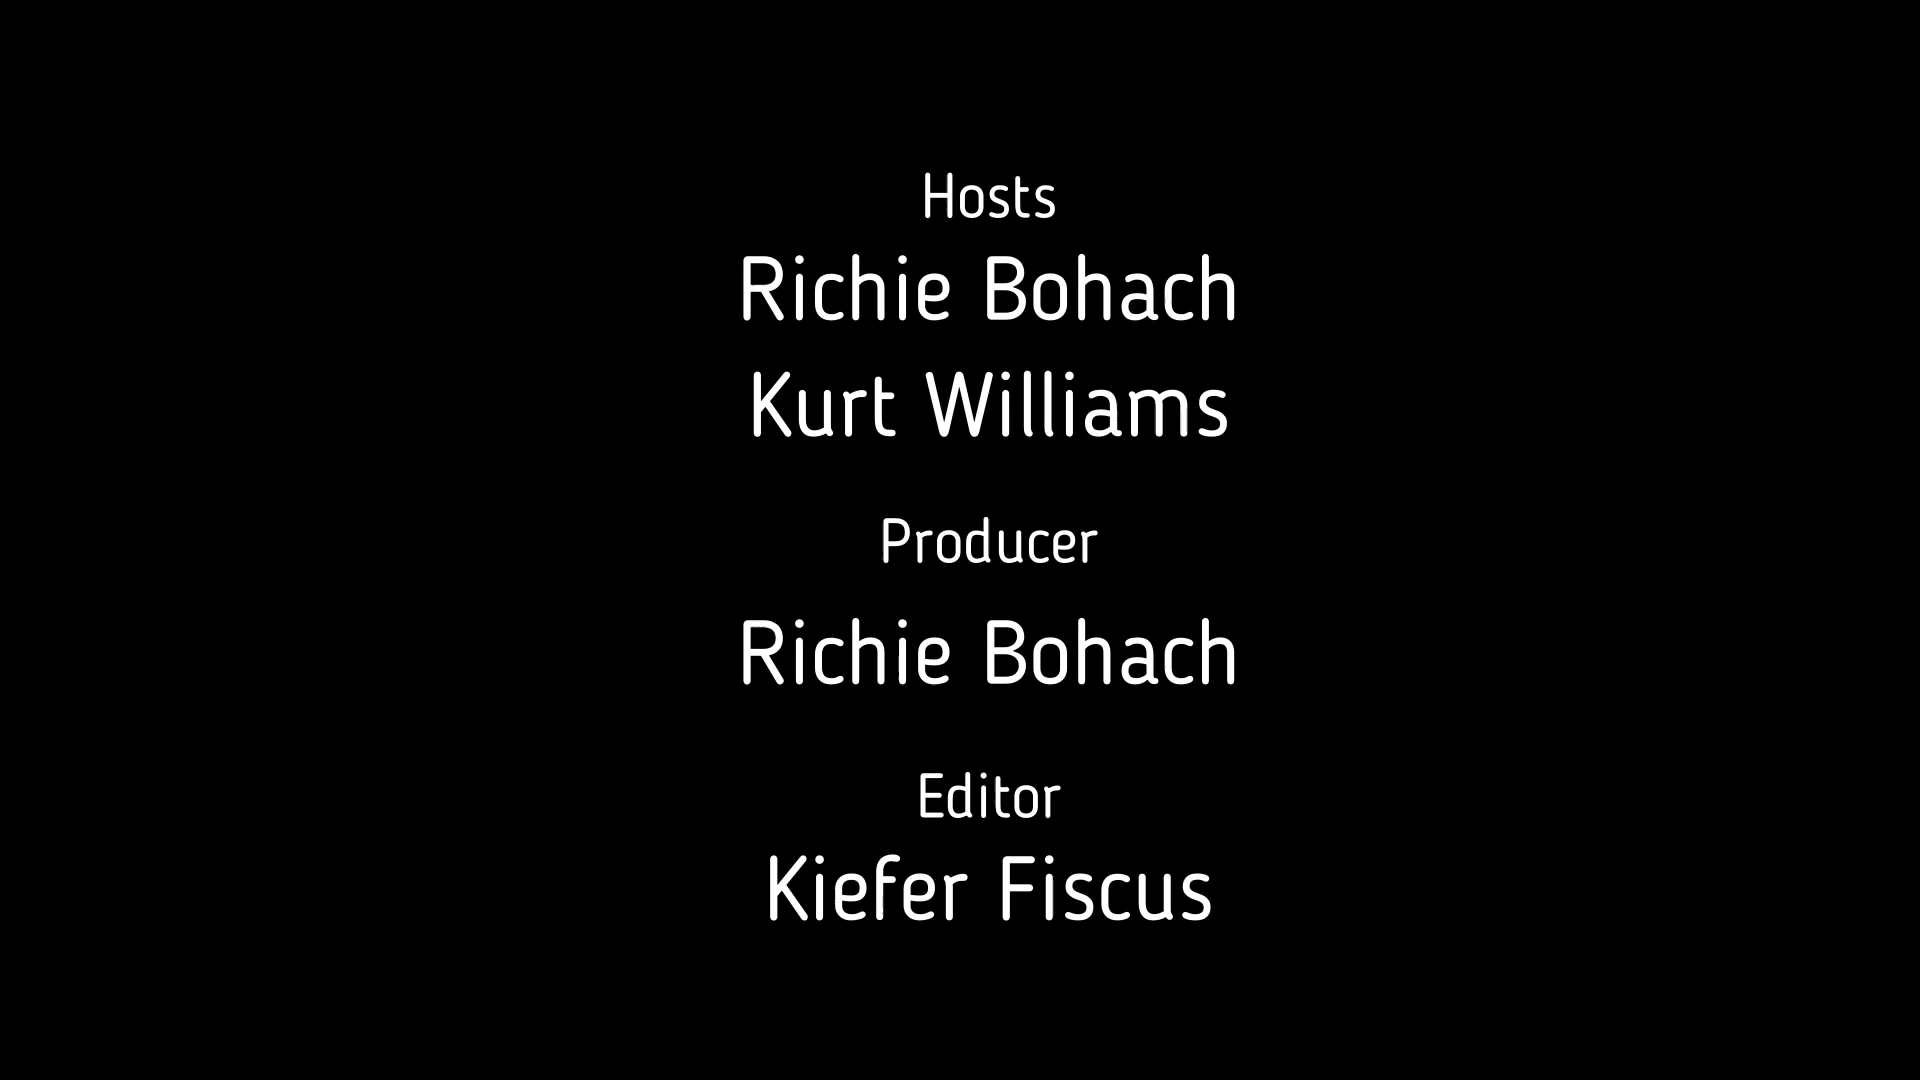 Hosts
Richie Bohach
Kurt Williams
Producer
Richie Bohach
Editor
Kiefer Fiscus